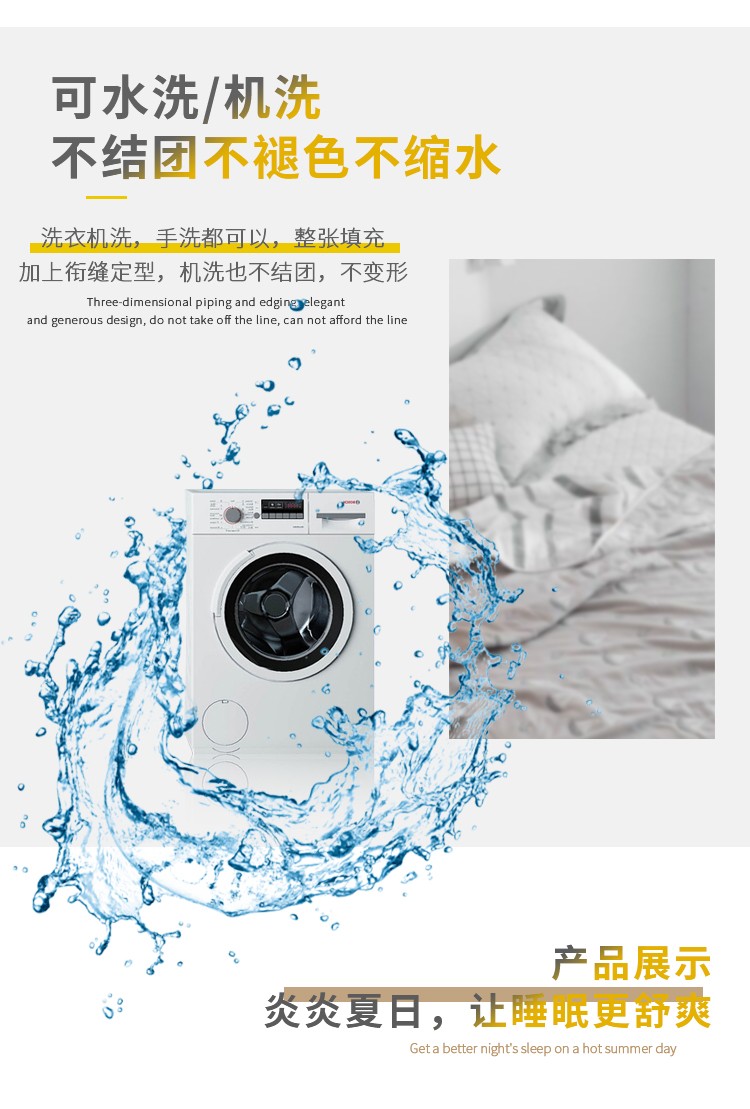 可水洗/机洗
不结团不褪色不缩水
洗衣机洗，手洗都可以，整张填充
加上衔缝定型，机洗也不结团，不变形
Three-dimensional piping and edging, elegant
and generous design, do not take off the line, can not afford the line
产品展示
炎炎夏日，让睡眠更舒爽
Get a better night's sleep on a hot summer day